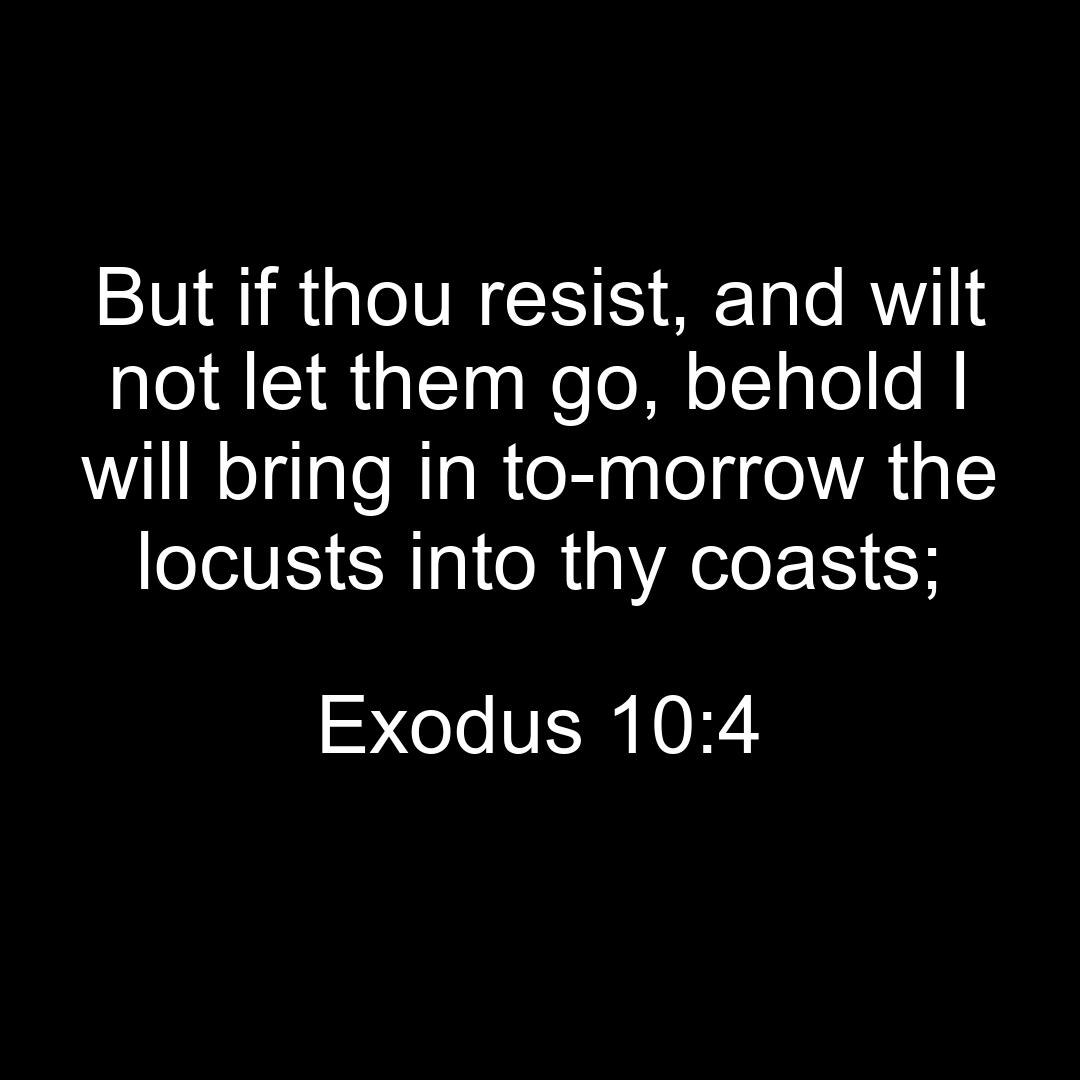 But if thou resist, and wilt
not let them go, behold I
will bring in to-morrow the
locusts into thy coasts;
Exodus 10:4